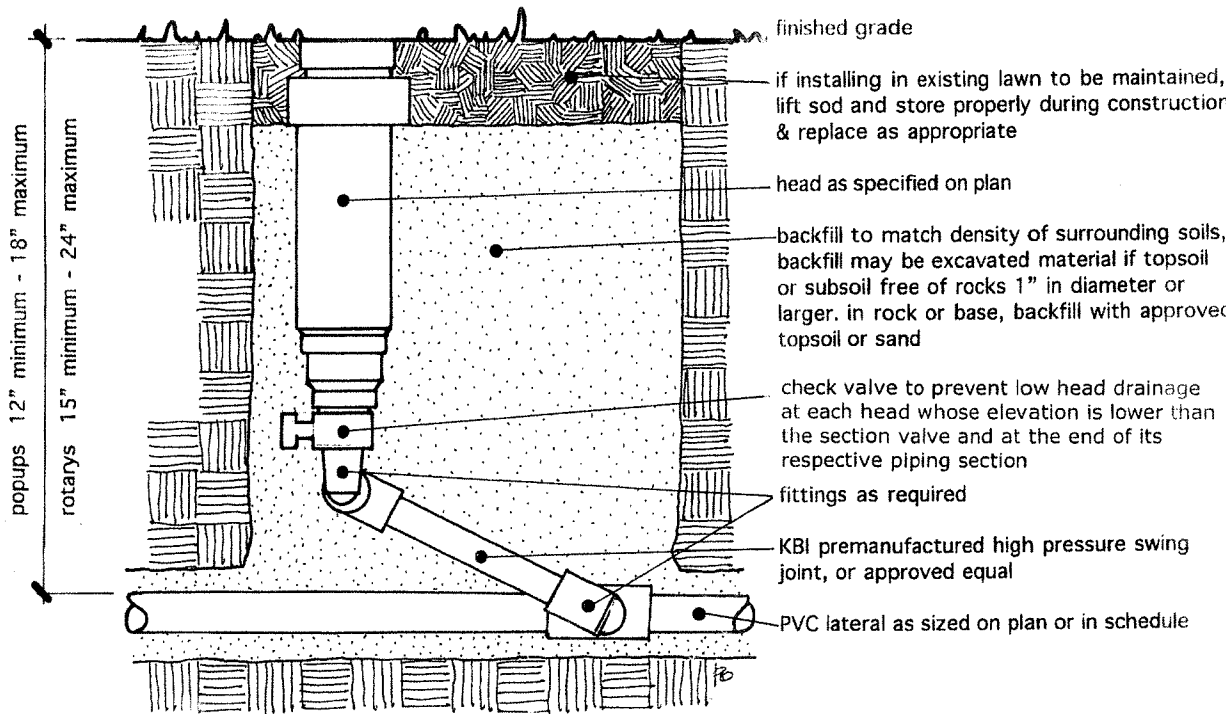 finished grade
if installing in existing lawn to be maintained,
lift sod and store properly during construction
& replace as appropriate
head as specified on plan
backfill to match density of surrounding soils,
backfill may be excavated material if topsoil
or subsoil free of rocks 1" in diameter or
larger. in rock or base, backfill with approved
topsoil or sand
check valve to prevent low head drainage
at each head whose elevation is lower than
the section valve and at the end of its
respective piping section
fittings as required
KBI premanufactured high pressure swing
joint, or approved equal
PVC lateral as sized on plan or in schedule
popups 12" minimum - 18" maximum
rotarys 15" minimum - 24" maximum